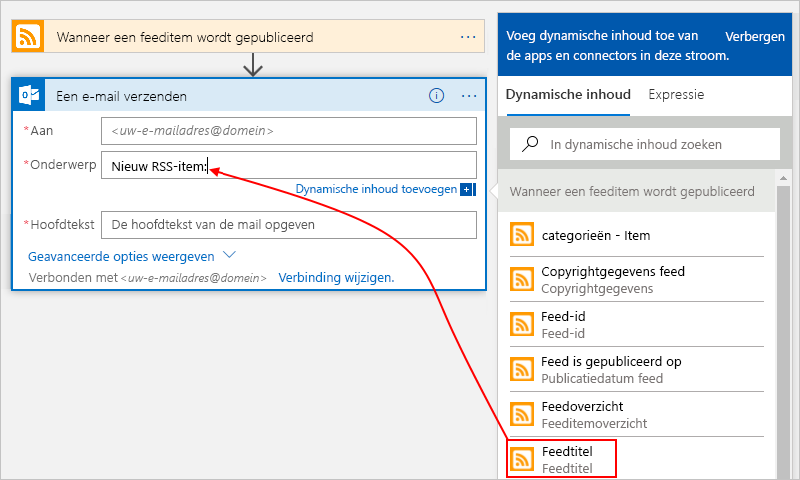 Wanneer een feeditem wordt gepubliceerd
Een e-mail verzenden
*Aan
<uw-e-mailadres@domein>
*Onderwerp
Nieuw RSS-item:
Dynamische inhoud toevoegen
*Hoofdtekst
De hoofdtekst van de mail opgeven
Geavanceerde opties weergeven
Verbonden met <uw-e-mailadres@domein> Verbinding wijzigen.
Voeg dynamische inhoud toe van
de apps en connectors in deze stroom.
Verbergen
Dynamische inhoud
Expressie
In dynamische inhoud zoeken
Wanneer een feeditem wordt gepubliceerd
categorieën - Item
Copyrightgegevens feed
Copyrightgegevens
Feed-id
Feed-id
Feed is gepubliceerd op
Publicatiedatum feed
Feedoverzicht
Feeditemoverzicht
Feedtitel
Feedtitel